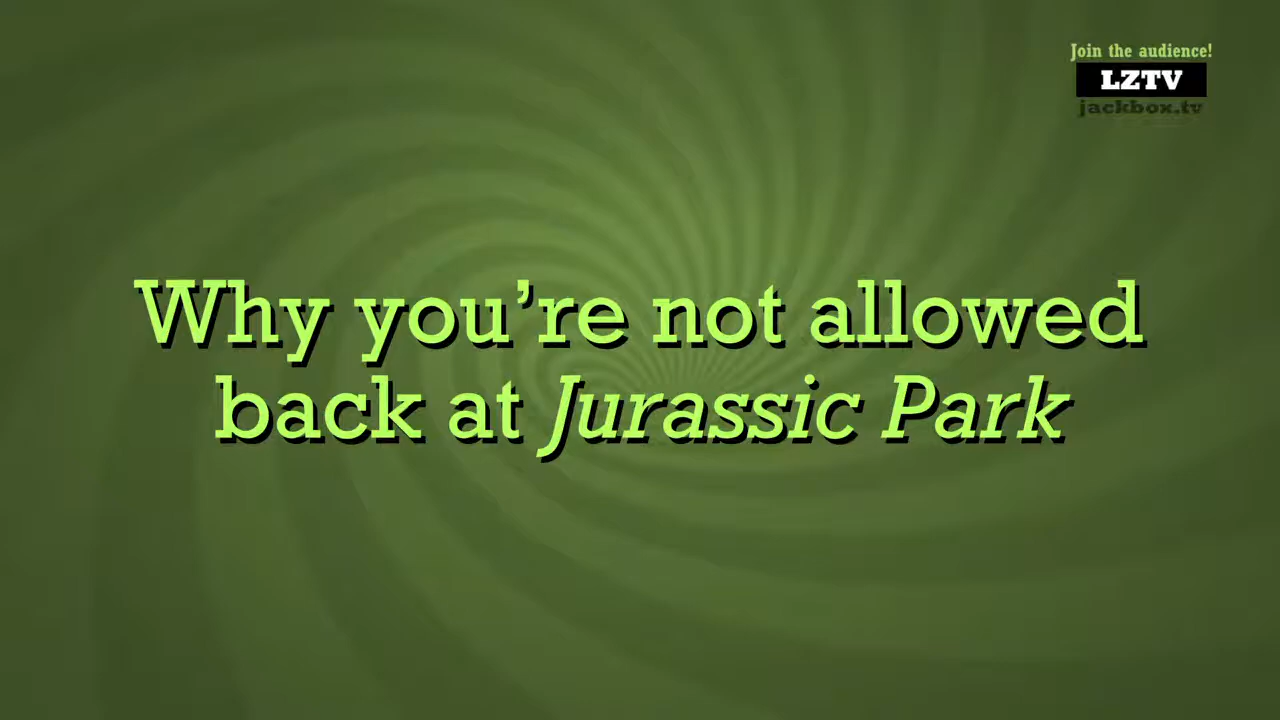 Join the audience!
LZTV
jackbox.tv
Why you’re not allowed
back at Jurassic Park